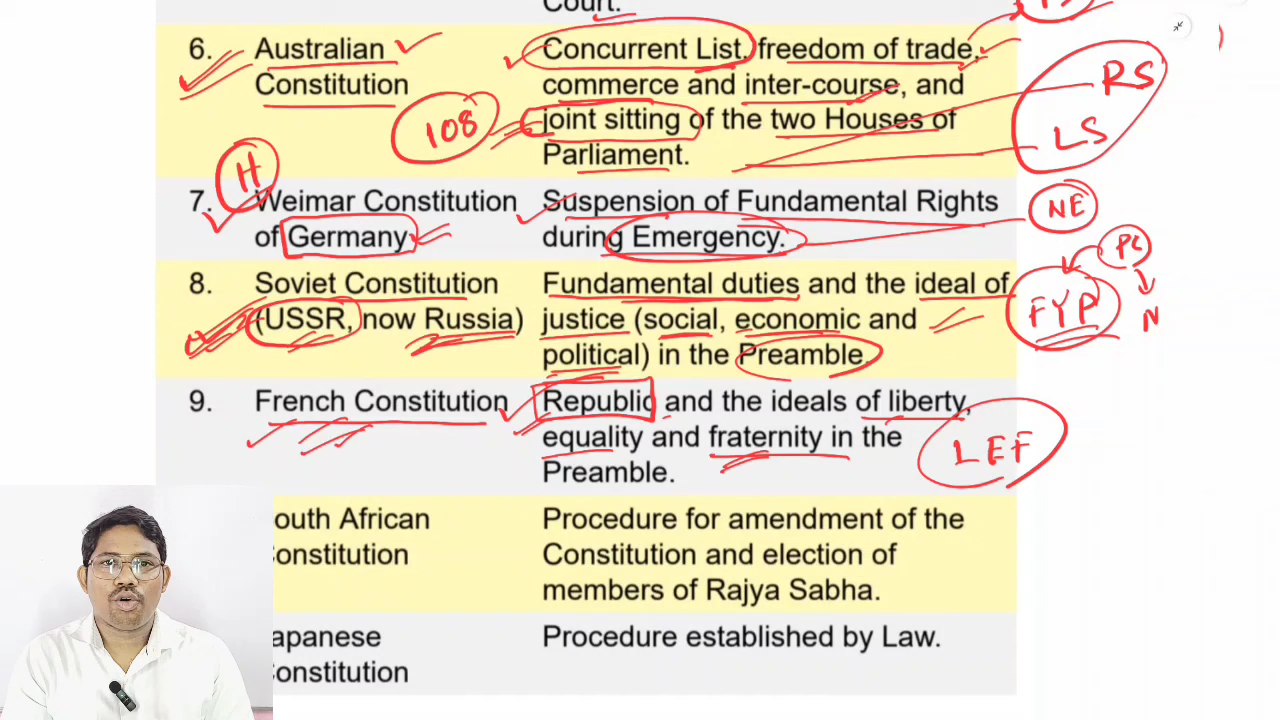 Court.
6. Australian Constitution
Concurrent List, freedom of trade,
commerce and inter-course, and
joint sitting of the two Houses of
Parliament.
108
RS
LS
H
7. Weimar Constitution
of Germany
Suspension of Fundamental Rights
during Emergency.
NE
PC
8. Soviet Constitution
(USSR, now Russia)
Fundamental duties and the ideal of
justice (social, economic and
political) in the Preamble.
FYP
N
9. French Constitution
Republic and the ideals of liberty,
equality and fraternity in the
Preamble.
LEF
outh African
onstitution
Procedure for amendment of the
Constitution and election of
members of Rajya Sabha.
apanese
onstitution
Procedure established by Law.